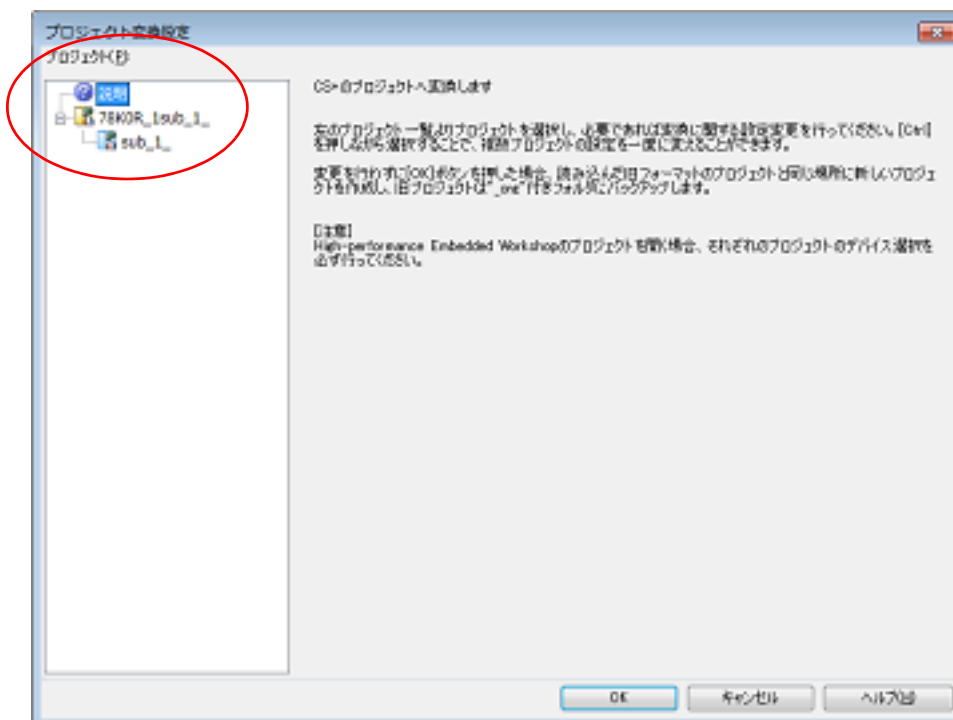 プロジェクト変換設定
プロジェクト(P)
説明
78K0R_1sub_1_
sub_1_
CS+のプロジェクトへ変換します
左のプロジェクト一覧よりプロジェクトを選択し、必要であれば変換に関する設定変更を行ってください。[Ctrl]
を押しながら選択することで、複数プロジェクトの設定を一度に変えることができます。
変更を行わずに[OK]ボタンを押した場合、読み込んだ旧フォーマットのプロジェクトと同じ場所に新しいプロジェ
クトを作成し、旧プロジェクトは"_org"付きフォルダにバックアップします。
【注意】
High-performance Embedded Workshopのプロジェクトを開く場合、それぞれのプロジェクトのデバイス選択を
必ず行ってください。
OK
キャンセル
ヘルプ(H)